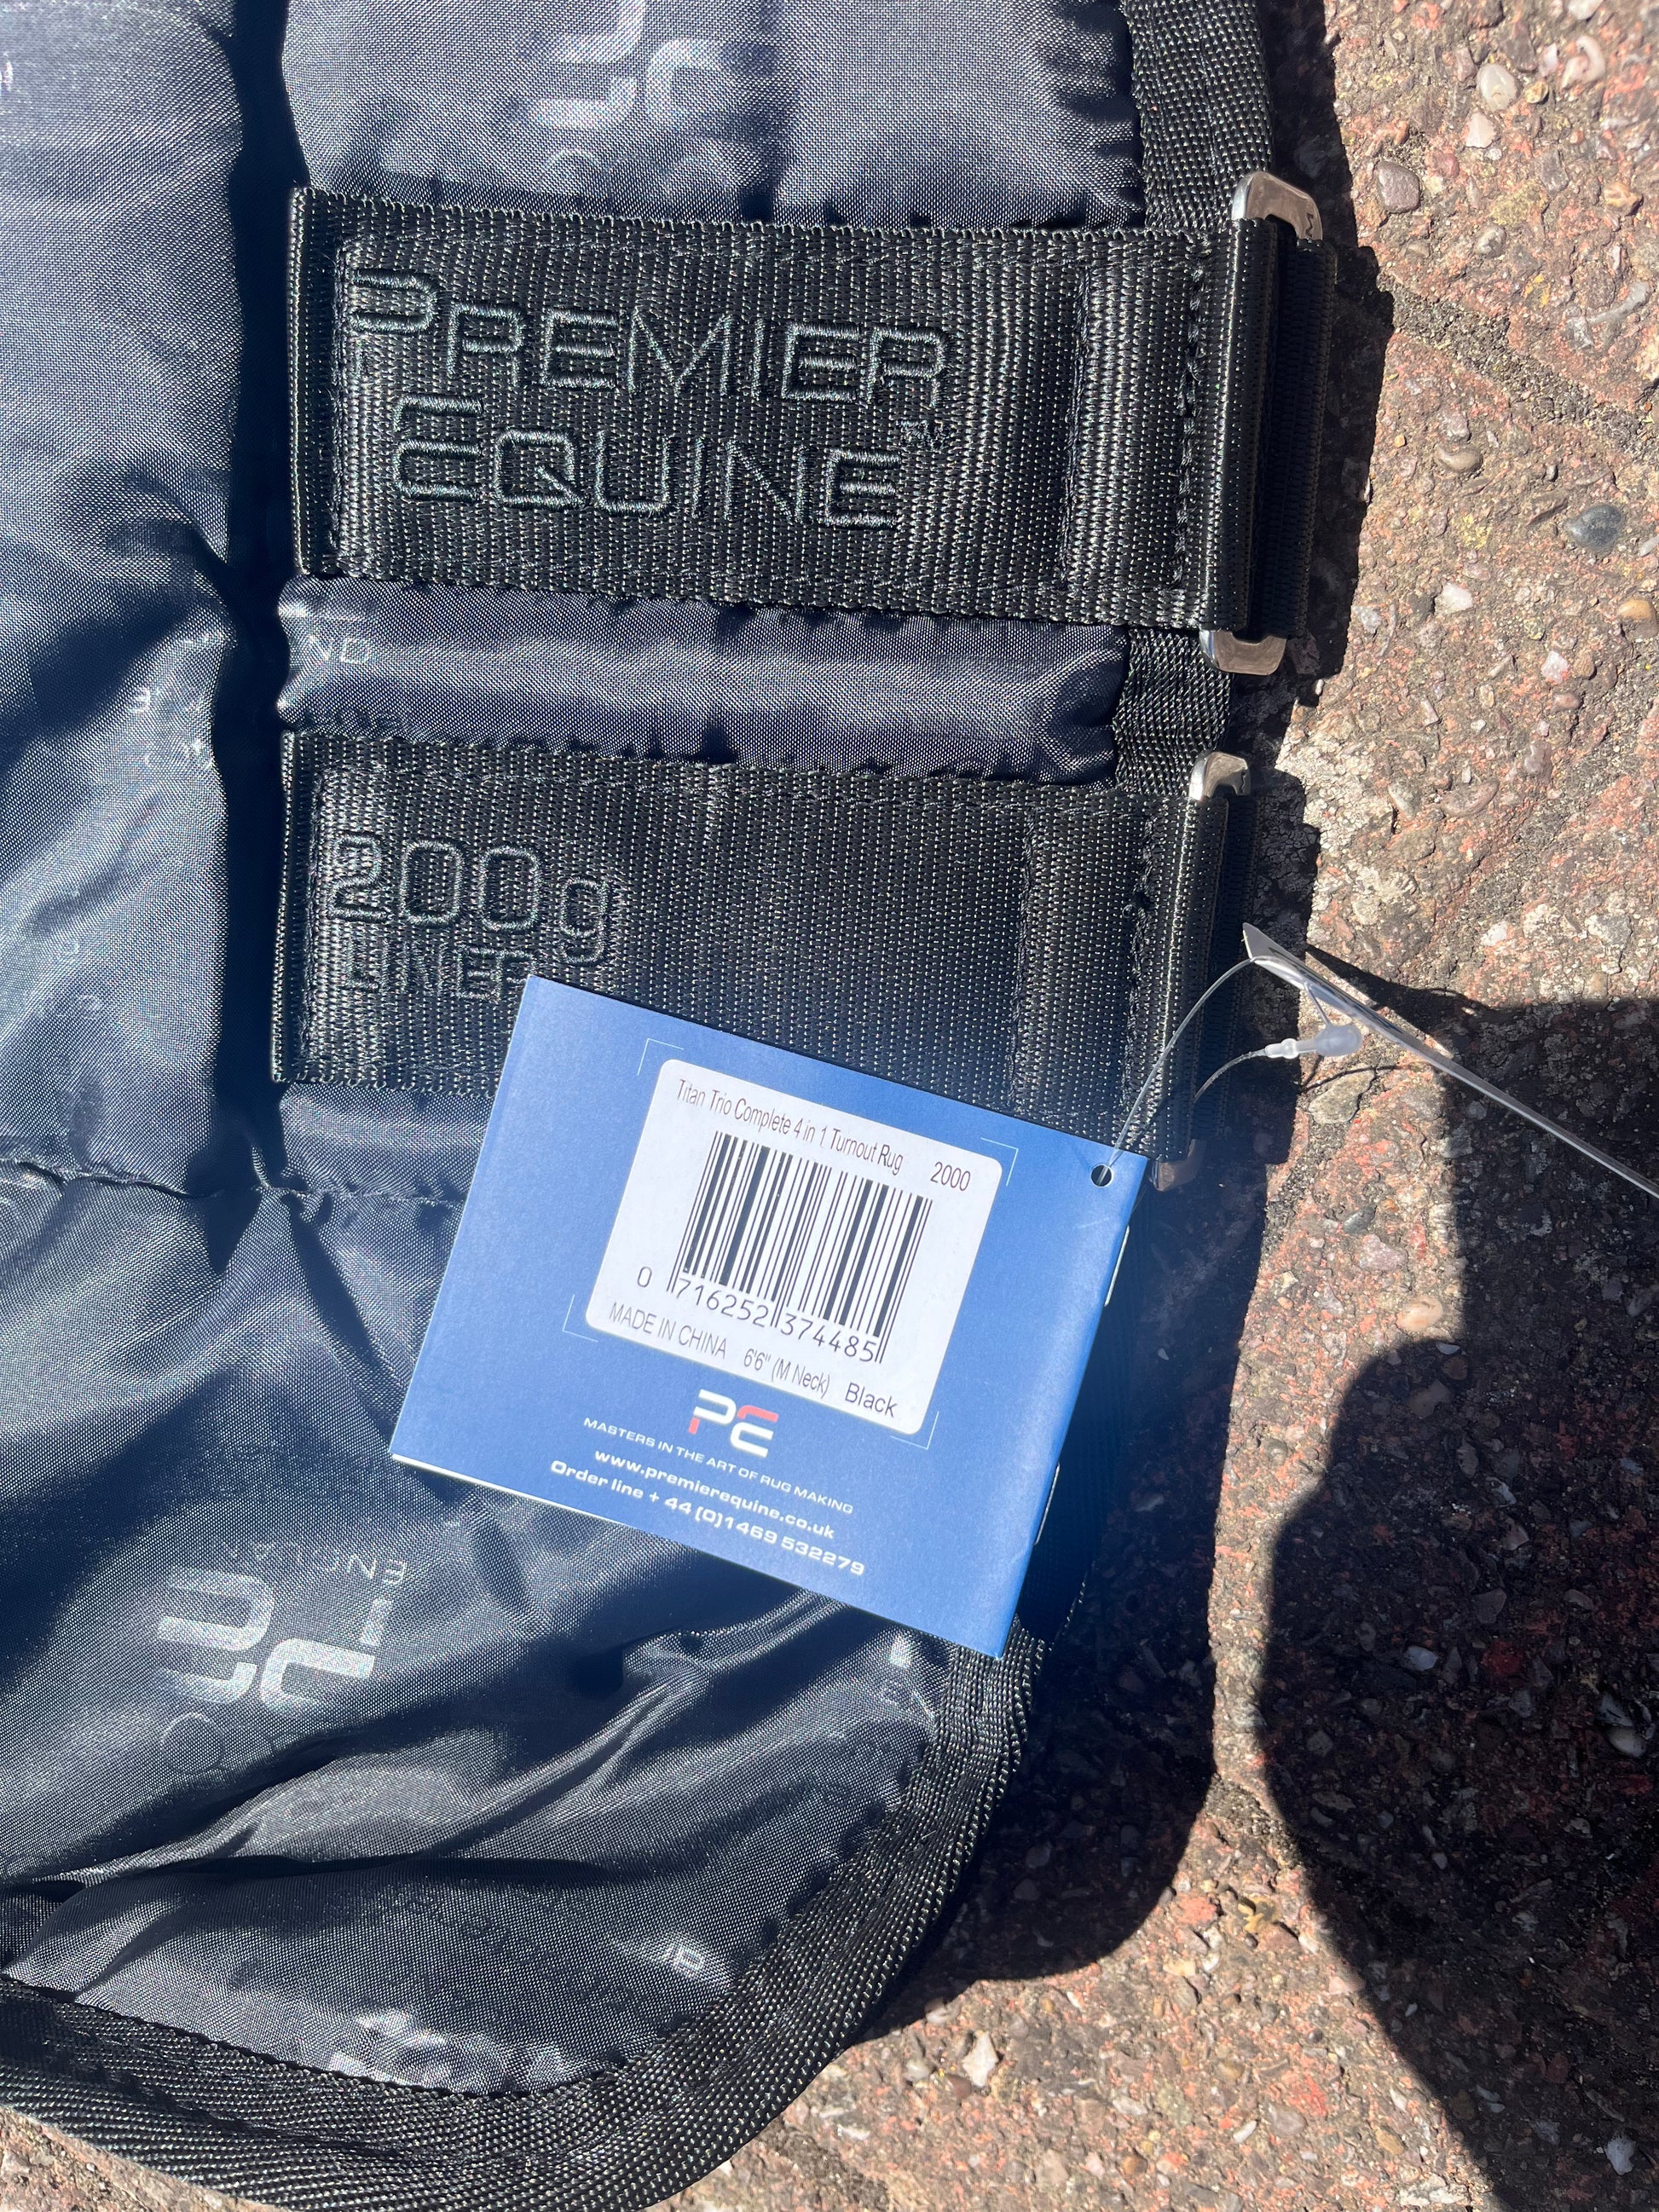 PREMIER
EQUINE™
ND
200g
LINER
Titan Trio Complete 4 in 1 Turnout Rug 2000
0 716252 374485
MADE IN CHINA 6'6" (M Neck) Black
PE
MASTERS IN THE ART OF RUG MAKING
www.premierequine.co.uk
Order line + 44 (0)1469 532279